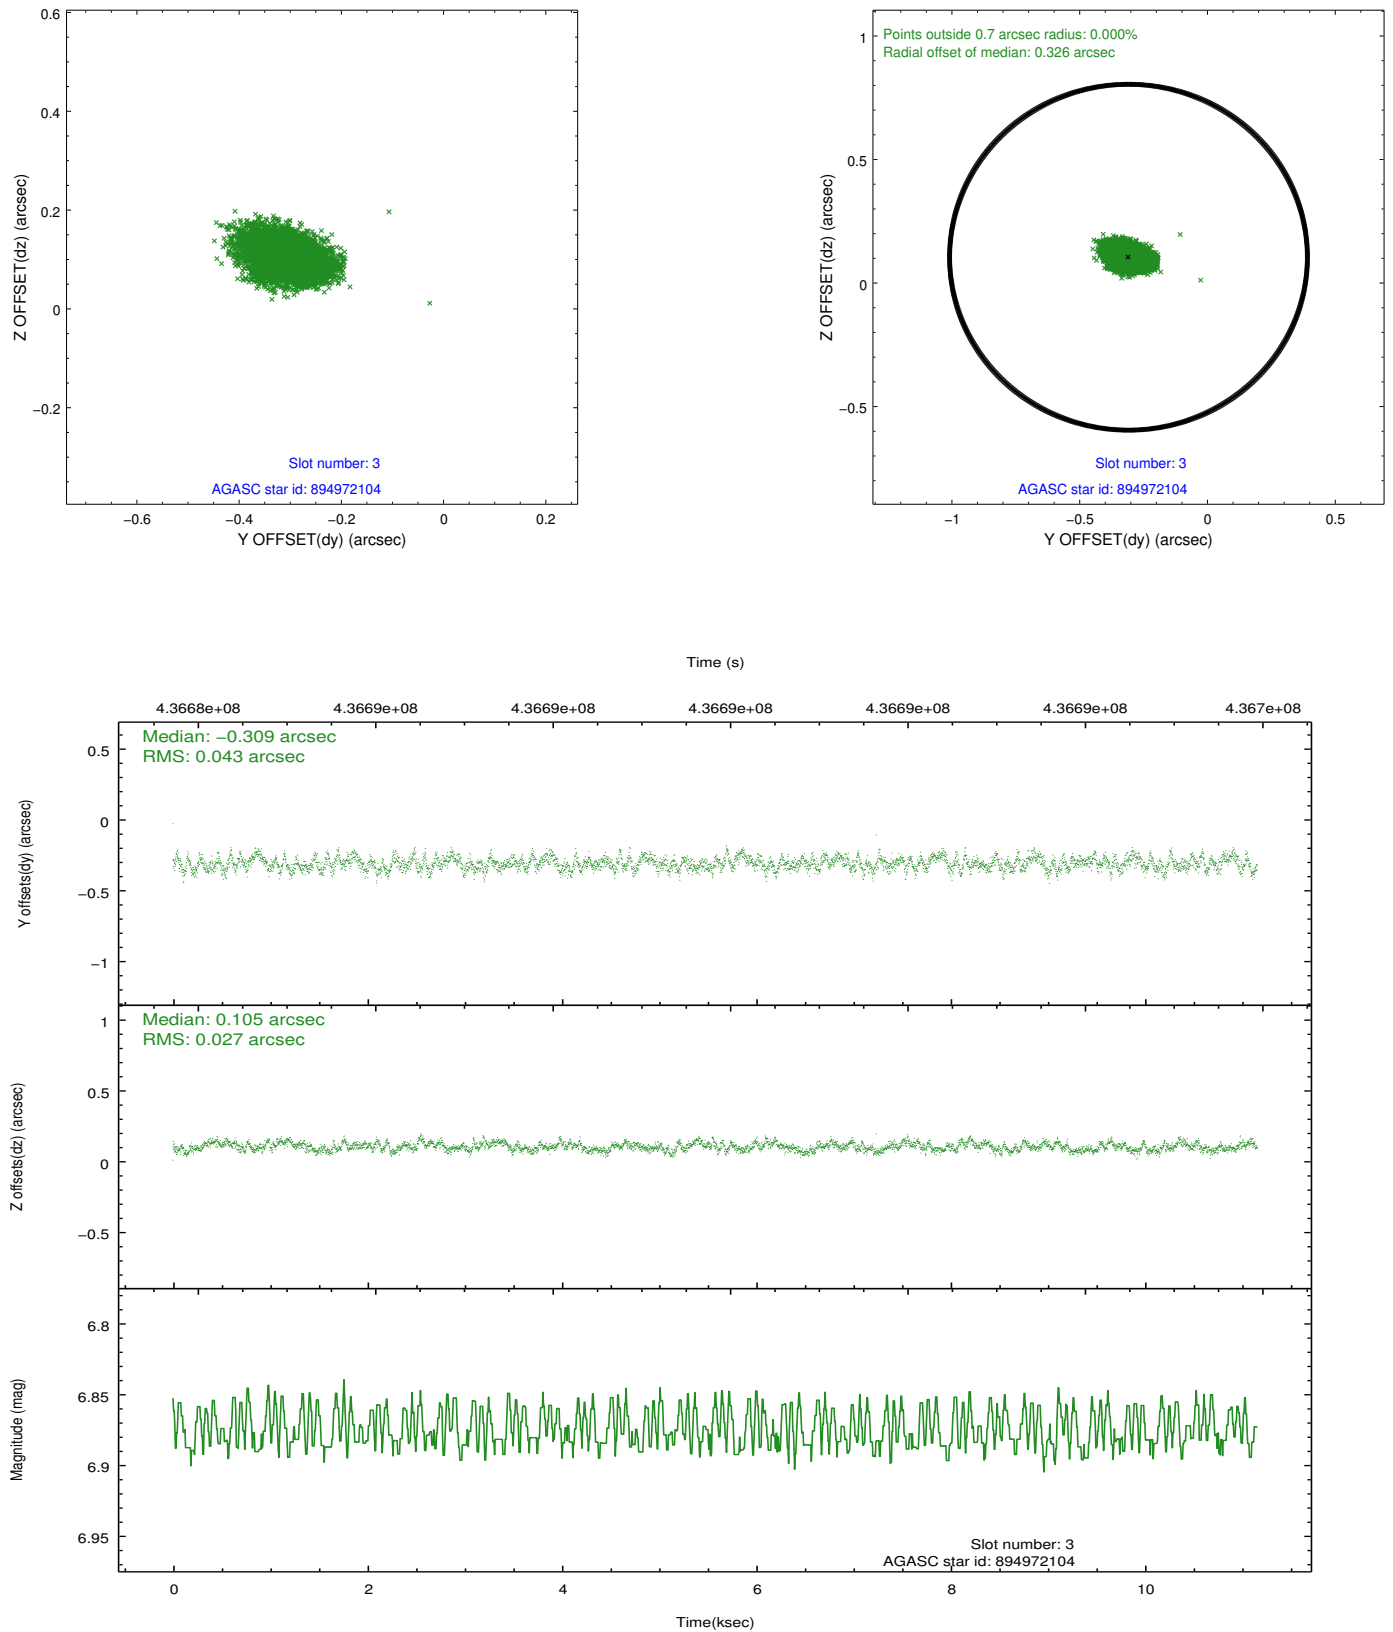 0.6
0.4
0.2
0
−0.2
Z OFFSET(dz) (arcsec)
Slot number: 3
AGASC star id: 894972104
−0.6 −0.4 −0.2 0 0.2
Y OFFSET(dy) (arcsec)
Points outside 0.7 arcsec radius: 0.000%
Radial offset of median: 0.326 arcsec
1
0.5
0
−0.5
Z OFFSET(dz) (arcsec)
Slot number: 3
AGASC star id: 894972104
−1 −0.5 0 0.5
Y OFFSET(dy) (arcsec)
Time (s)
4.3668e+08 4.3669e+08 4.3669e+08 4.3669e+08 4.3669e+08 4.3669e+08 4.367e+08
Median: −0.309 arcsec
RMS: 0.043 arcsec
0.5
0
−0.5
−1
Y offsets(dy) (arcsec)
Median: 0.105 arcsec
RMS: 0.027 arcsec
1
0.5
0
−0.5
Z offsets(dz) (arcsec)
6.8
6.85
6.9
6.95
Magnitude (mag)
Slot number: 3
AGASC star id: 894972104
0 2 4 6 8 10
Time(ksec)